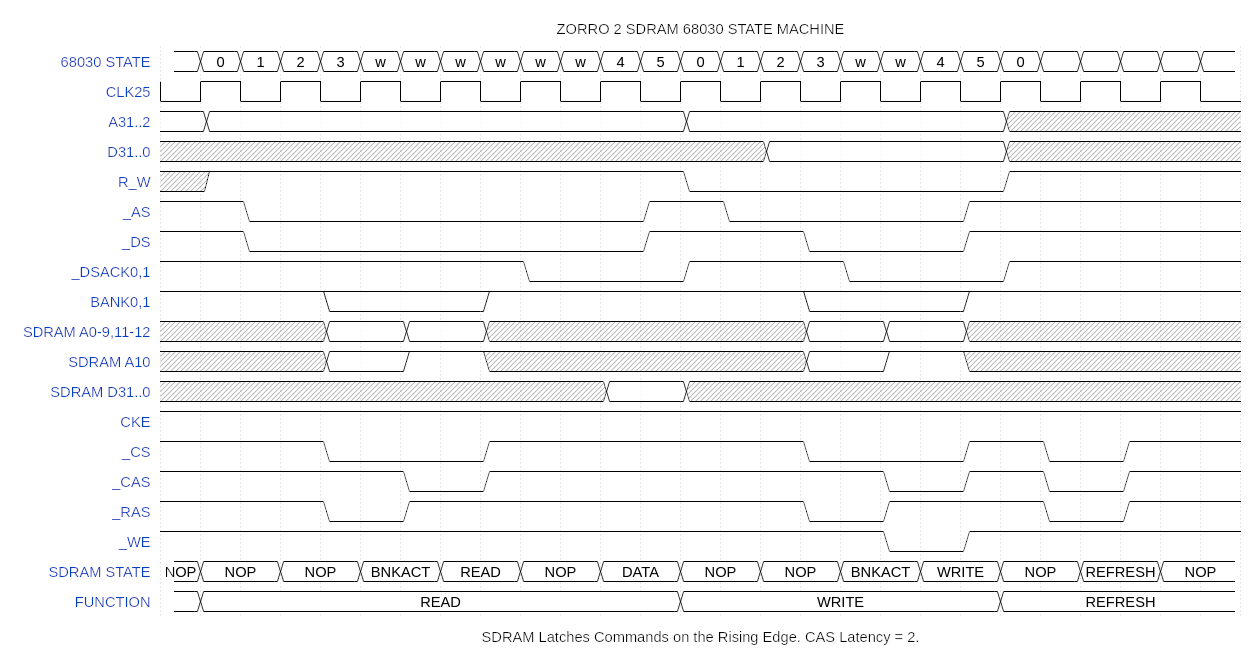 ZORRO 2 SDRAM 68030 STATE MACHINE
68030 STATE 0 1 2 3 w w w w w w 4 5 0 1 2 3 w w 4 5 0
CLK25
A31..2
D31..0
R_W
_AS
_DS
_DSACK0,1
BANK0,1
SDRAM A0-9,11-12
SDRAM A10
SDRAM D31..0
CKE
_CS
_CAS
_RAS
_WE
SDRAM STATE NOP NOP NOP BNKACT READ NOP DATA NOP NOP BNKACT WRITE NOP REFRESH NOP
FUNCTION READ WRITE REFRESH
SDRAM Latches Commands on the Rising Edge. CAS Latency = 2.